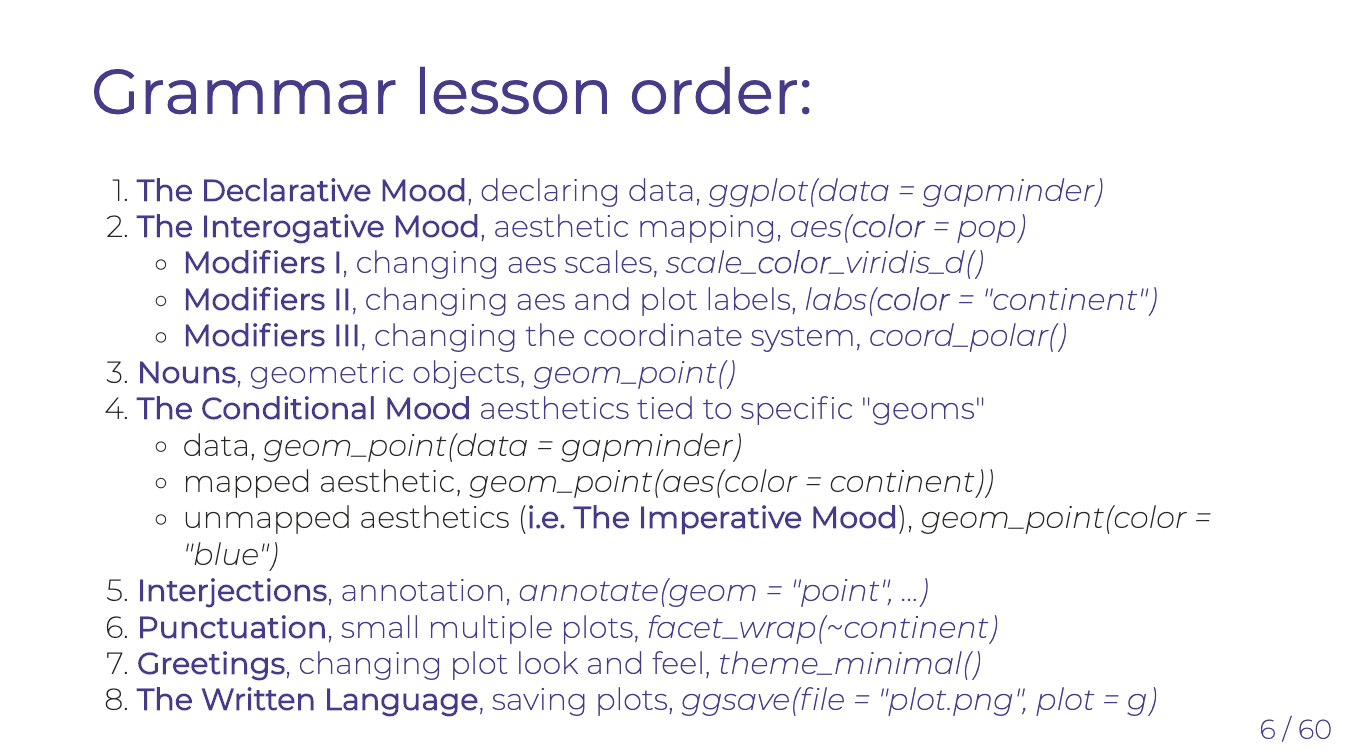 Grammar lesson order:
1. The Declarative Mood, declaring data, ggplot(data = gapminder)
2. The Interogative Mood, aesthetic mapping, aes(color = pop)
◦ Modifiers I, changing aes scales, scale_color_viridis_d()
◦ Modifiers II, changing aes and plot labels, labs(color = "continent")
◦ Modifiers III, changing the coordinate system, coord_polar()
3. Nouns, geometric objects, geom_point()
4. The Conditional Mood aesthetics tied to specific "geoms"
◦ data, geom_point(data = gapminder)
◦ mapped aesthetic, geom_point(aes(color = continent))
◦ unmapped aesthetics (i.e. The Imperative Mood), geom_point(color =
"blue")
5. Interjections, annotation, annotate(geom = "point", ...)
6. Punctuation, small multiple plots, facet_wrap(~continent)
7. Greetings, changing plot look and feel, theme_minimal()
8. The Written Language, saving plots, ggsave(file = "plot.png", plot = g)
6 / 60